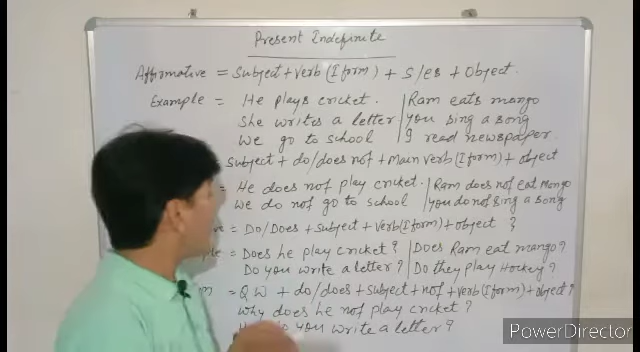 Present Indefinite
Affirmative = Subject + Verb (I form) + S/es + Object.
Example = He plays cricket. | Ram eats mango
She writes a letter | you sing a song
We go to school | I read newspaper
Subject + do/does not + Main verb (I form) + object
= He does not play cricket. | Ram does not eat Mango
We do not go to school | you do not sing a song
= Do/Does + Subject + Verb (I form) + object ?
= Does he play cricket ? | Does Ram eat mango ?
Do you write a letter ? | Do they play Hockey ?
= Q W + do/does + subject + not + verb (I form) + object ?
Why does he not play cricket ?
you write a letter ?
PowerDirector